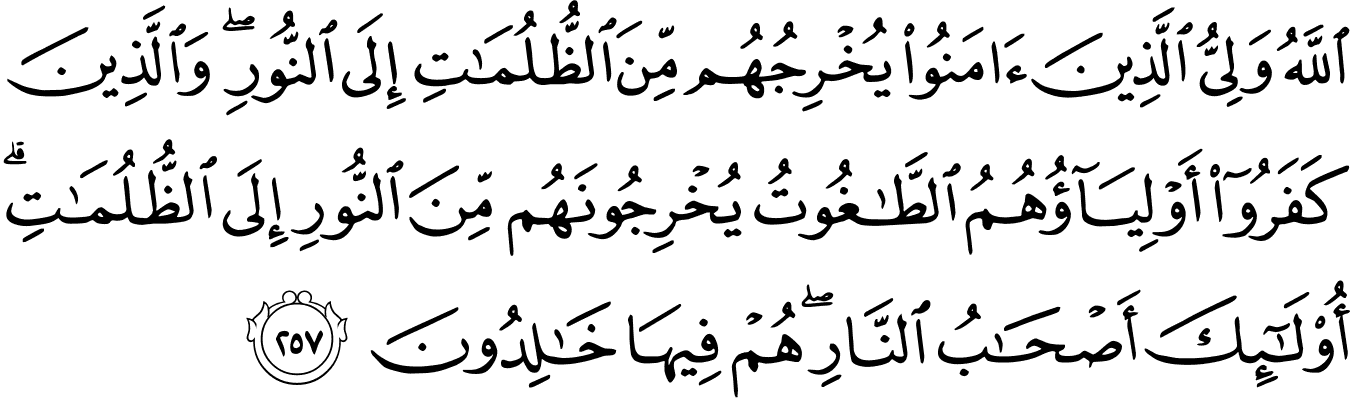 ٱللَّهُ وَلِىُّ ٱلَّذِينَ ءَامَنُوا۟ يُخْرِجُهُم مِّنَ ٱلظُّلُمَـٰتِ إِلَى ٱلنُّورِ ۖ وَٱلَّذِينَ
كَفَرُوٓا۟ أَوْلِيَآؤُهُمُ ٱلطَّـٰغُوتُ يُخْرِجُونَهُم مِّنَ ٱلنُّورِ إِلَى ٱلظُّلُمَـٰتِ ۗ
أُو۟لَـٰٓئِكَ أَصْحَـٰبُ ٱلنَّارِ ۖ هُمْ فِيهَا خَـٰلِدُونَ ٢٥٧